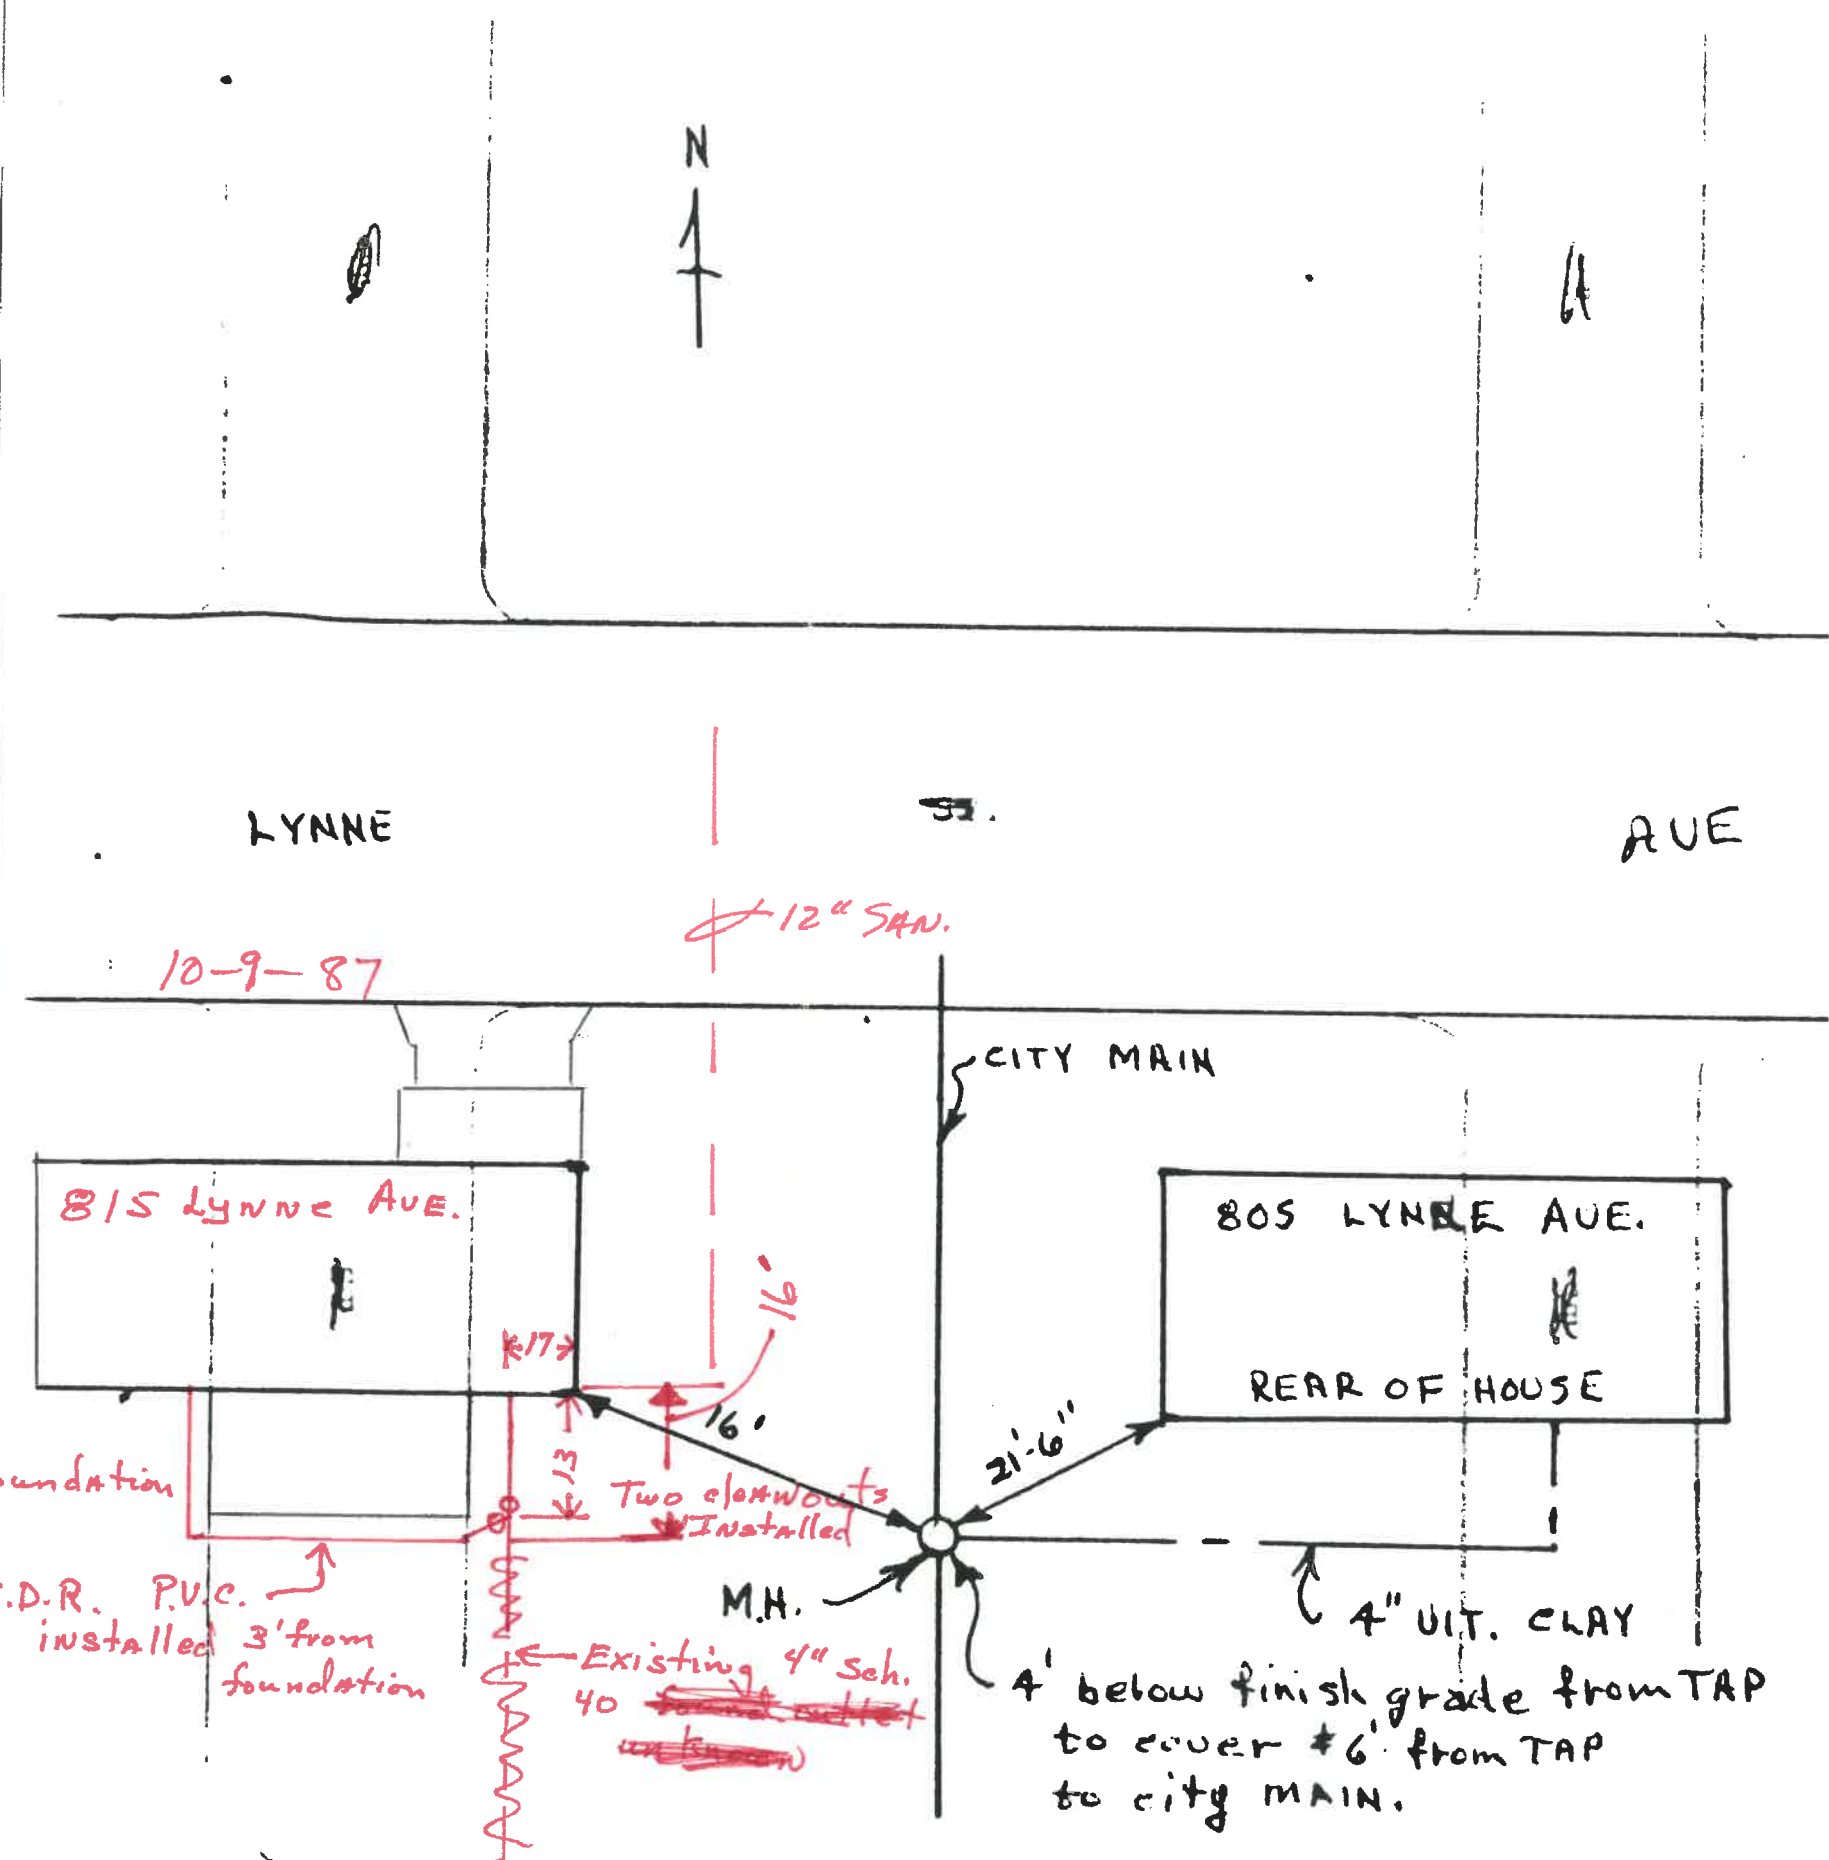 N
LYNNE
AVE
12" SAN.
10-9-87
CITY MAIN
815 Lynne Ave.
805 LYNNE AVE.
16'
17
REAR OF HOUSE
16'
21'-6"
13
oundation
Two cleanouts
Installed
.D.R. P.V.C.
installed 3' from
foundation
M.H.
4" VIT. CLAY
Existing 4" Sch.
40
4' below finish grade from TAP
to cover 6' from TAP
to city MAIN.